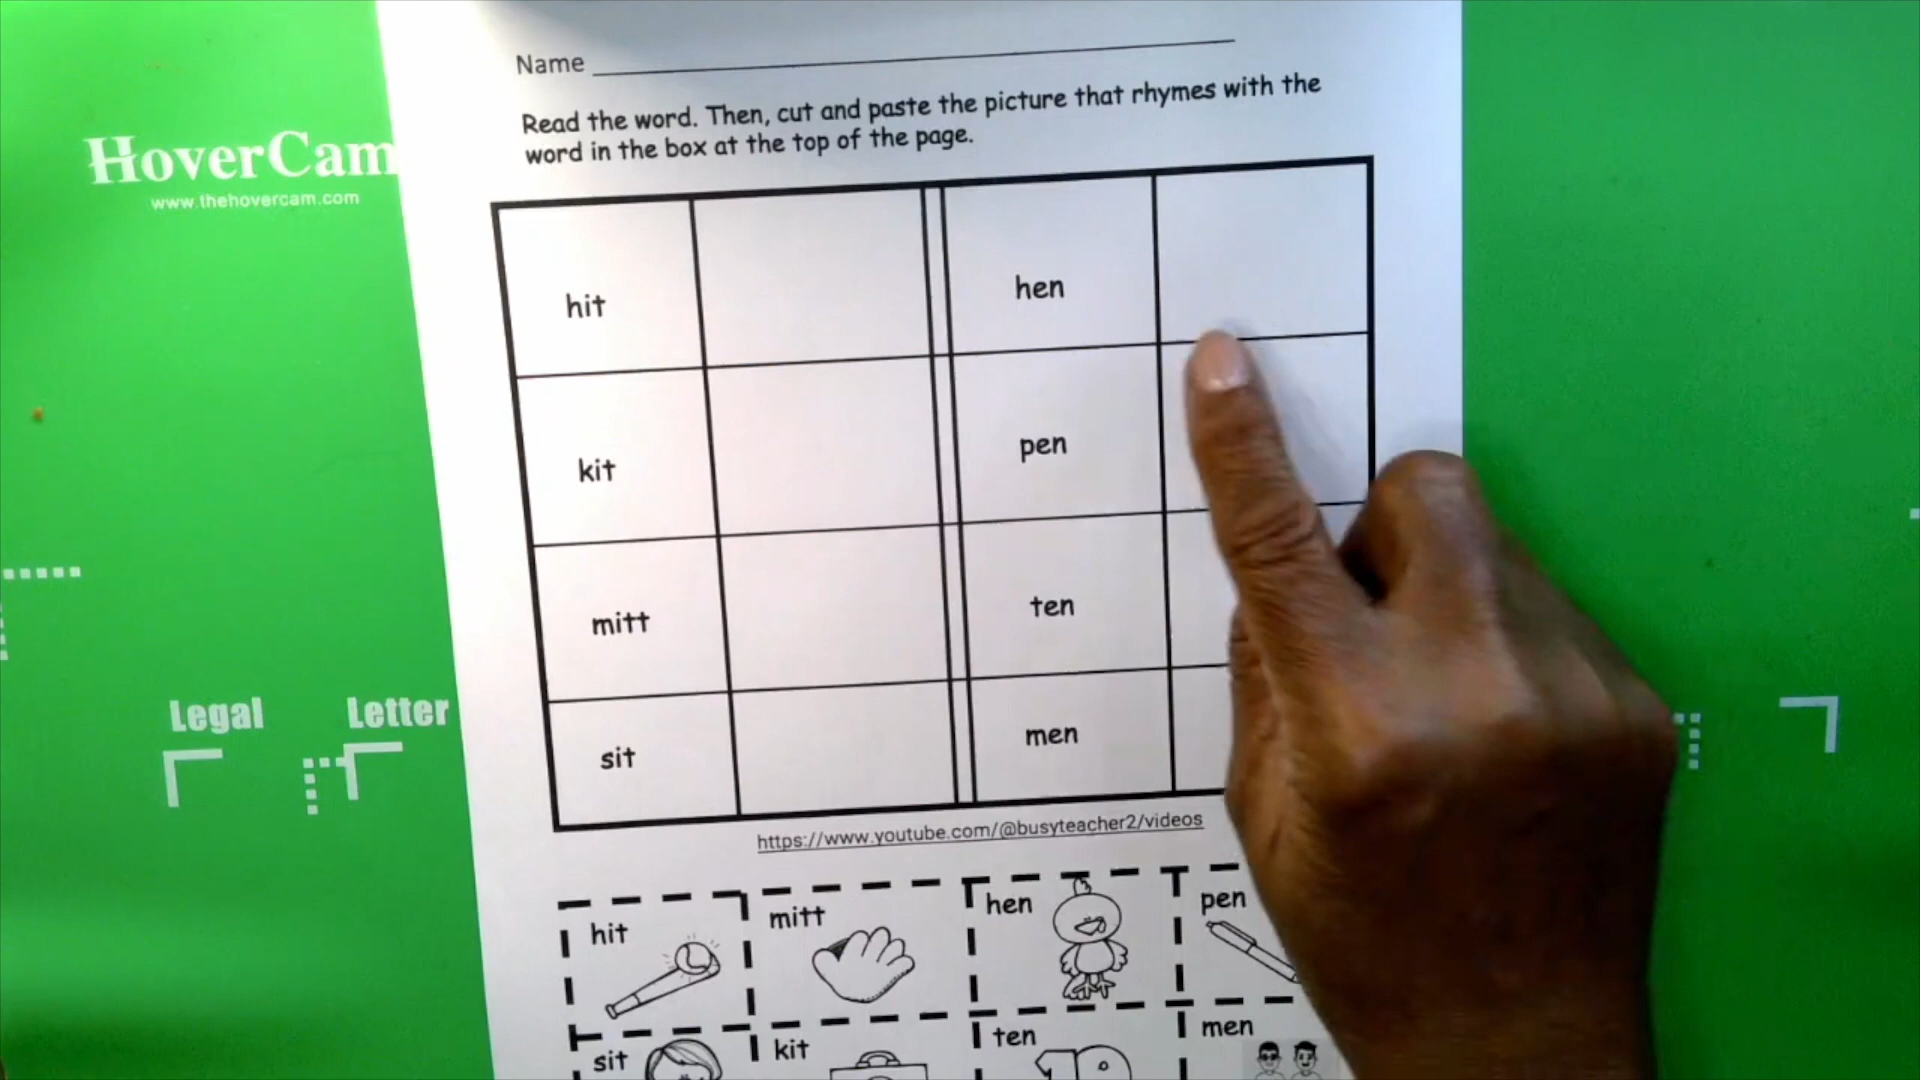 HoverCam
www.thehovercam.com
Legal
Letter
Name
Read the word. Then, cut and paste the picture that rhymes with the
word in the box at the top of the page.
hit
hen
kit
pen
mitt
ten
sit
men
https://www.youtube.com/@busyteacher2/videos
hit
mitt
hen
pen
sit
kit
ten
men
10